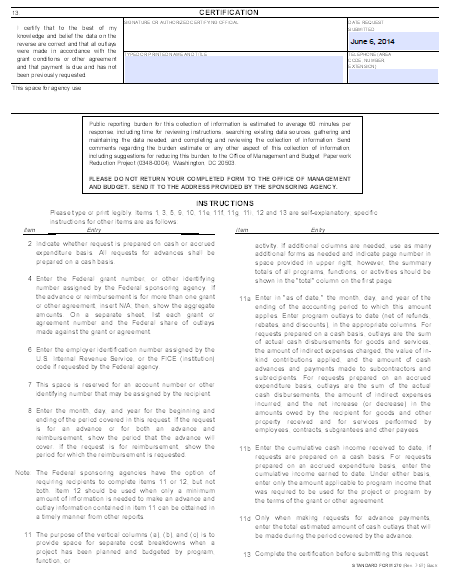 13
CERTIFICATION
I certify that to the best of my
knowledge and belief the data on the
reverse are correct and that all outlays
were made in accordance with the
grant conditions or other agreement
and that payment is due and has not
been previously requested
SIGNATURE OR AUTHORIZED CERTIFYING OFFICIAL
DATE REQUEST
SUBMITTED
June 6, 2014
TYPED OR PRINTED NAME AND TITLE
TELEPHONE (AREA
CODE, NUMBER
EXTENSION)
This space for agency use
Public reporting burden for this collection of information is estimated to average 60 minutes per
response, including time for reviewing instructions, searching existing data sources, gathering and
maintaining the data needed, and completing and reviewing the collection of information. Send
comments regarding the burden estimate or any other aspect of this collection of information,
including suggestions for reducing this burden, to the Office of Management and Budget, Paperwork
Reduction Project (0348-0004), Washington, DC 20503
PLEASE DO NOT RETURN YOUR COMPLETED FORM TO THE OFFICE OF MANAGEMENT
AND BUDGET. SEND IT TO THE ADDRESS PROVIDED BY THE SPONSORING AGENCY.
INSTRUCTIONS
Please type or print legibly. Items 1, 3, 5, 9, 10, 11e, 11f, 11g, 11i, 12 and 13 are self-explanatory, specific
instructions for other items are as follows
Item Entry
2 Indicate whether request is prepared on cash or accrued
expenditure basis. All requests for advances shall be
prepared on a cash basis.
4 Enter the Federal grant number, or other identifying
number assigned by the Federal sponsoring agency. If
the advance or reimbursement is for more than one grant
or other agreement, insert N/A; then, show the aggregate
amounts. On a separate sheet, list each grant or
agreement number and the Federal share of outlays
made against the grant or agreement.
6 Enter the employer identification number assigned by the
U.S. Internal Revenue Service, or the FICE (institution)
code if requested by the Federal agency.
7 This space is reserved for an account number or other
identifying number that may be assigned by the recipient.
8 Enter the month, day, and year for the beginning and
ending of the period covered in this request. If the request
is for an advance or for both an advance and
reimbursement, show the period that the advance will
cover. If the request is for reimbursement, show the
period for which the reimbursement is requested.
Note: The Federal sponsoring agencies have the option of
requiring recipients to complete items 11 or 12, but not
both. Item 12 should be used when only a minimum
amount of information is needed to make an advance and
outlay information contained in item 11 can be obtained in
a timely manner from other reports
11 The purpose of the vertical columns (a), (b), and (c) is to
provide space for separate cost breakdowns when a
project has been planned and budgeted by program,
function, or
Item Entry
activity. If additional columns are needed, use as many
additional forms as needed and indicate page number in
space provided in upper right; however, the summary
totals of all programs, functions, or activities should be
shown in the "total" column on the first page.
11a Enter in "as of date," the month, day, and year of the
ending of the accounting period to which this amount
applies. Enter program outlays to date (net of refunds,
rebates, and discounts), in the appropriate columns. For
requests prepared on a cash basis, outlays are the sum
of actual cash disbursements for goods and services,
the amount of indirect expenses charged, the value of in-
kind contributions applied, and the amount of cash
advances and payments made to subcontractors and
subrecipients. For requests prepared on an accrued
expenditure basis, outlays are the sum of the actual
cash disbursements, the amount of indirect expenses
incurred, and the net increase (or decrease) in the
amounts owed by the recipient for goods and other
property received and for services performed by
employees, contracts, subgrantees and other payees.
11b Enter the cumulative cash income received to date, if
requests are prepared on a cash basis. For requests
prepared on an accrued expenditure basis, enter the
cumulative income earned to date. Under either basis,
enter only the amount applicable to program income that
was required to be used for the project or program by
the terms of the grant or other agreement.
11d Only when making requests for advance payments,
enter the total estimated amount of cash outlays that will
be made during the period covered by the advance.
13 Complete the certification before submitting this request.
STANDARD FORM 270 (Rev. 7-97) Back